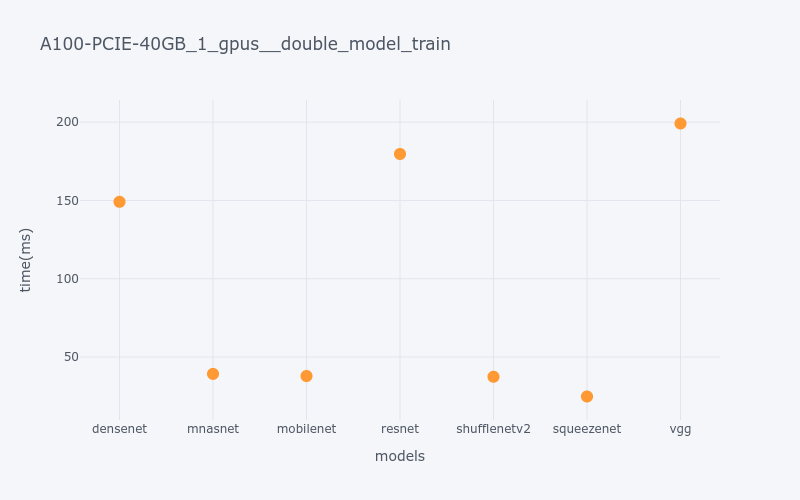 A100-PCIE-40GB_1_gpus__double_model_train
200
150
100
50
time(ms)
densenet mnasnet mobilenet resnet shufflenetv2 squeezenet vgg
models